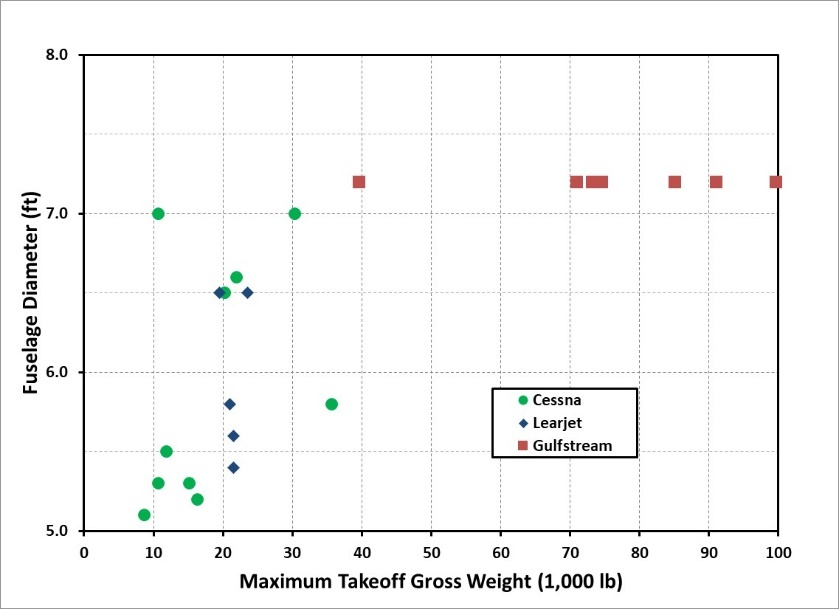 8.0
7.0
6.0
5.0
Fuselage Diameter (ft)
Cessna
Learjet
Gulfstream
0 10 20 30 40 50 60 70 80 90 100
Maximum Takeoff Gross Weight (1,000 lb)